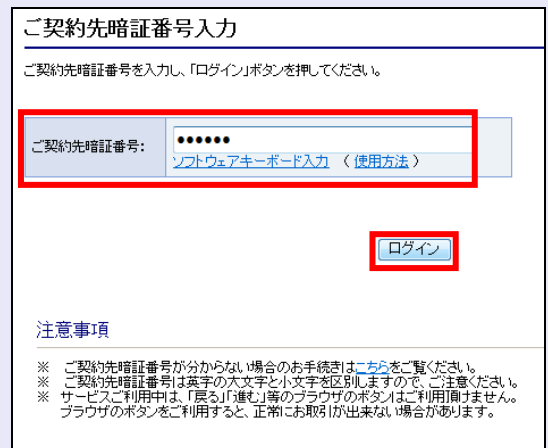 ご契約先暗証番号入力
ご契約先暗証番号を入力し、「ログイン」ボタンを押してください。
ご契約先暗証番号: ●●●●●●
ソフトウェアキーボード入力 （ 使用方法 ）
ログイン
注意事項
※ ご契約先暗証番号が分からない場合のお手続きはこちらをご覧ください。
※ ご契約先暗証番号は英字の大文字と小文字を区別しますので、ご注意ください。
※ サービスご利用中は、「戻る」「進む」等のブラウザのボタンはご利用頂けません。
ブラウザのボタンをご利用すると、正常にお取引が出来ない場合があります。